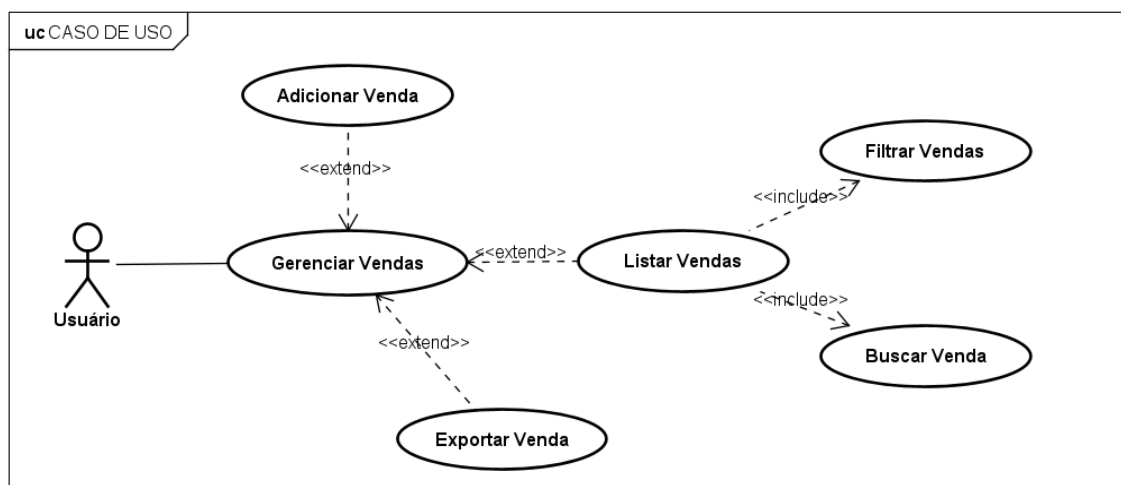 uc CASO DE USO
Adicionar Venda
Filtrar Vendas
<<extend>>
<<include>>
Gerenciar Vendas
<<extend>>
Listar Vendas
Usuário
<<include>>
<<extend>>
Buscar Venda
Exportar Venda